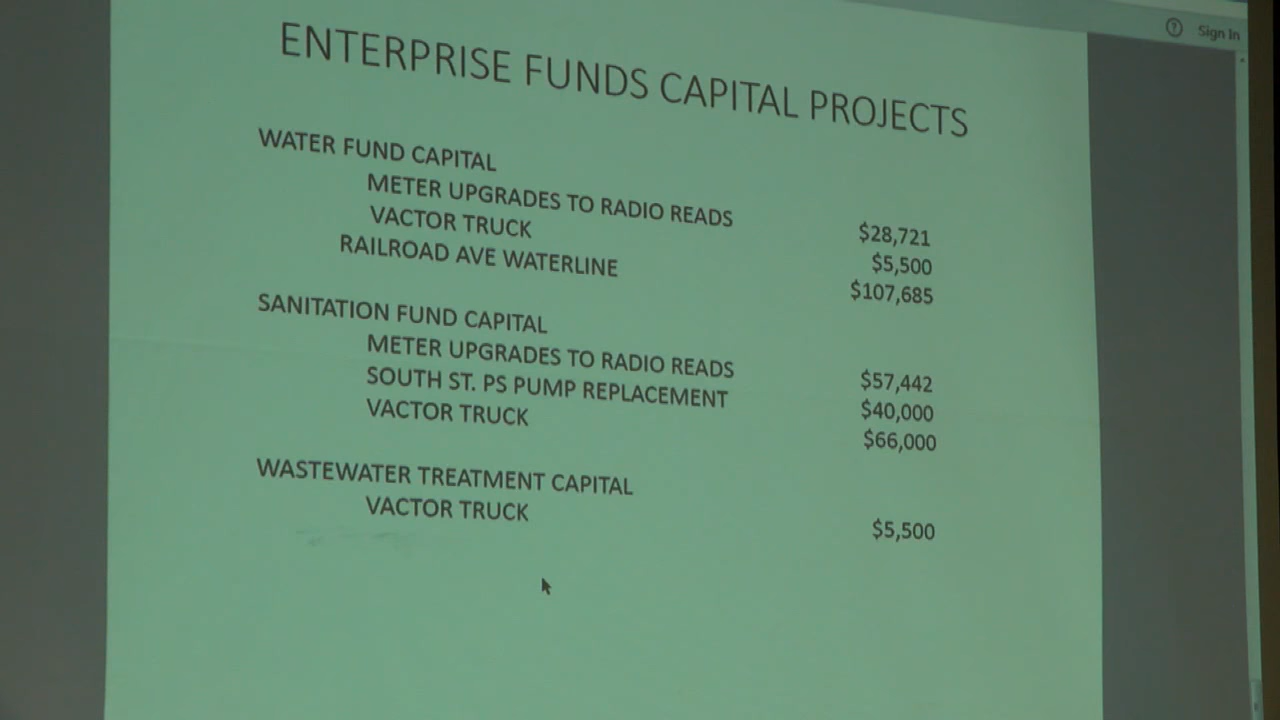 Sign In
ENTERPRISE FUNDS CAPITAL PROJECTS
WATER FUND CAPITAL
METER UPGRADES TO RADIO READS $28,721
VACTOR TRUCK $5,500
RAILROAD AVE WATERLINE $107,685
SANITATION FUND CAPITAL
METER UPGRADES TO RADIO READS $57,442
SOUTH ST. PS PUMP REPLACEMENT $40,000
VACTOR TRUCK $66,000
WASTEWATER TREATMENT CAPITAL
VACTOR TRUCK $5,500